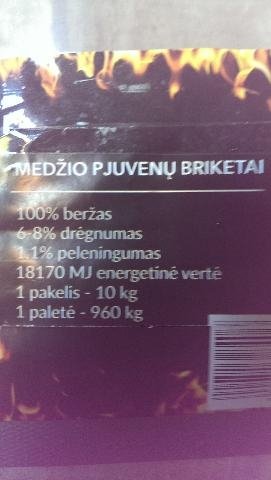 MEDŽIO PJUVENŲ BRIKETAI
100% beržas
6-8% drėgnumas
1,1% peleningumas
18170 MJ energetinė vertė
1 pakelis - 10 kg
1 paletė - 960 kg